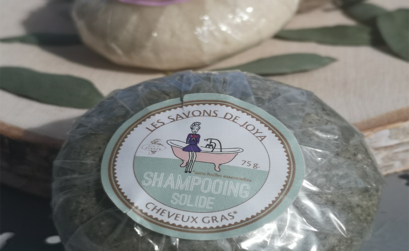 LES SAVONS DE JOYA
75 g.
SHAMPOOING
SOLIDE
CHEVEUX GRAS*